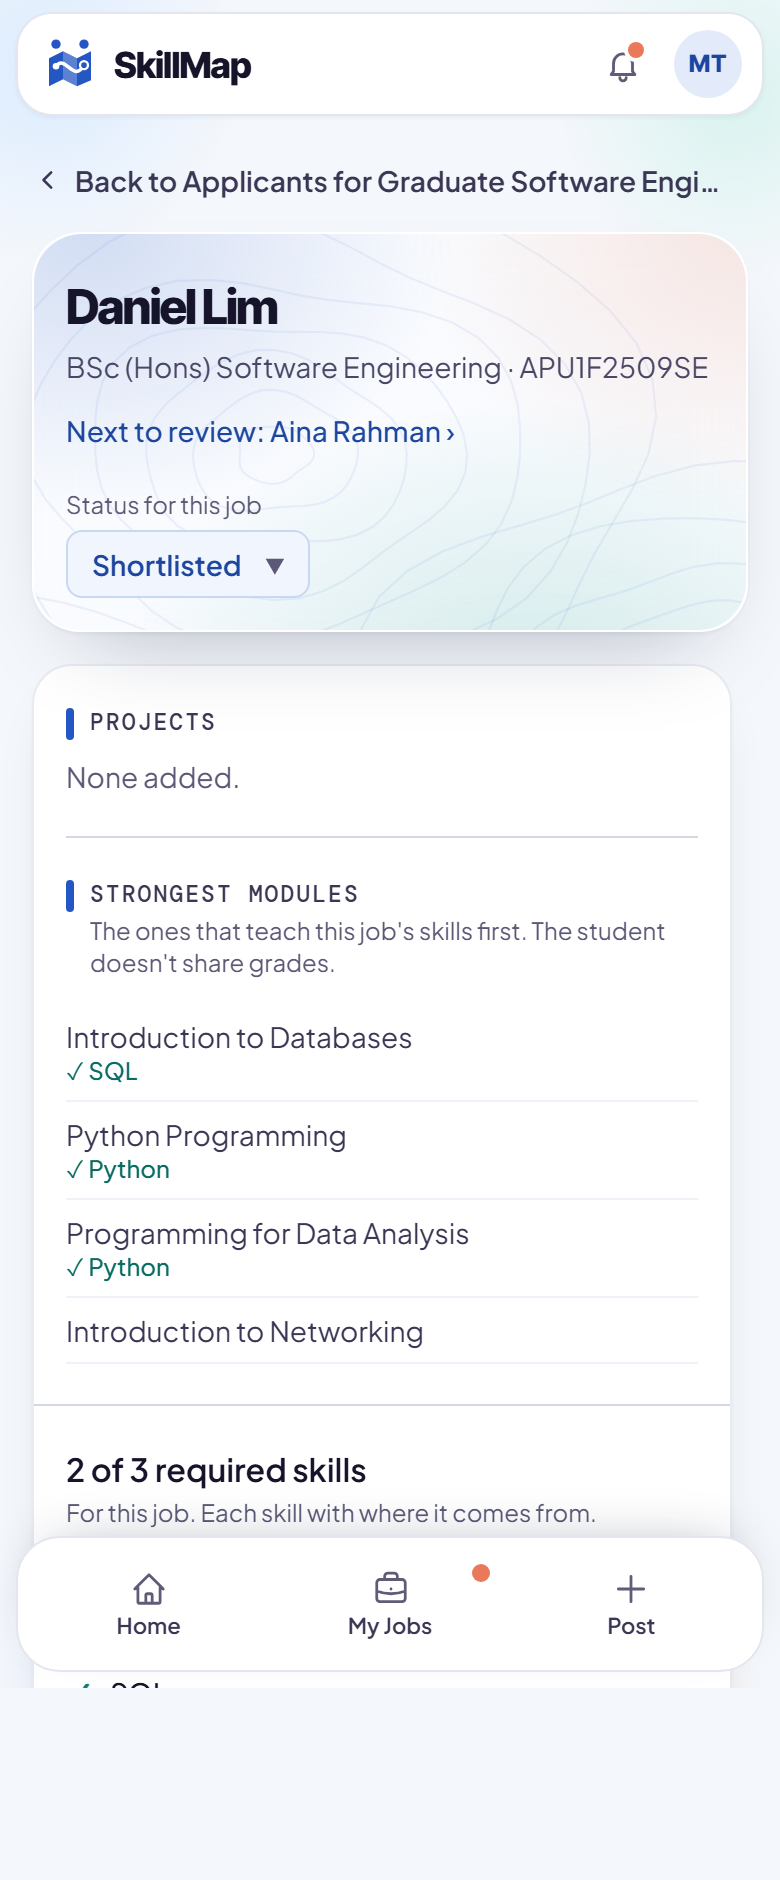 SkillMap
MT
Back to Applicants for Graduate Software Engi...
Daniel Lim
BSc (Hons) Software Engineering · APU1F2509SE
Next to review: Aina Rahman ›
Status for this job
Shortlisted ▼
PROJECTS
None added.
STRONGEST MODULES
The ones that teach this job's skills first. The student
doesn't share grades.
Introduction to Databases
✓ SQL
Python Programming
✓ Python
Programming for Data Analysis
✓ Python
Introduction to Networking
2 of 3 required skills
For this job. Each skill with where it comes from.
Home
My Jobs
Post